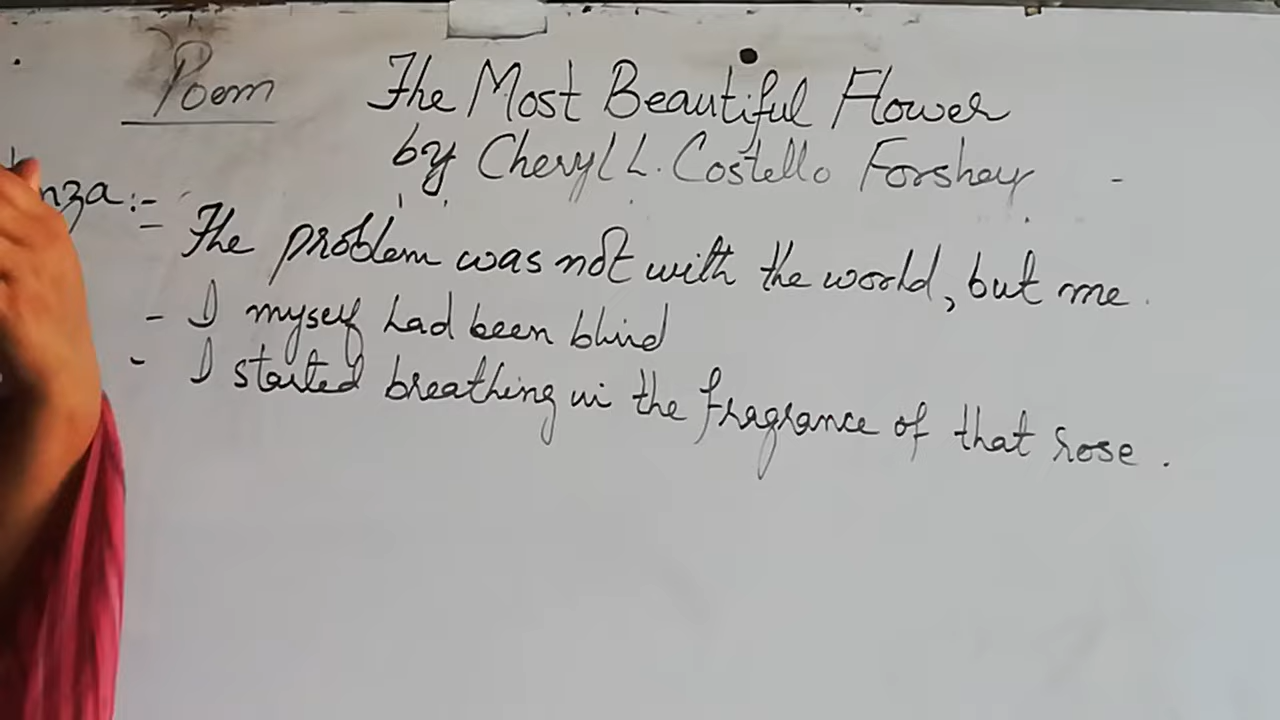 Poem The Most Beautiful Flower
by Cheryl L. Costello Forshey -
nza :-
- The problem was not with the world, but me.
- I myself had been blind
- I started breathing in the fragrance of that rose.